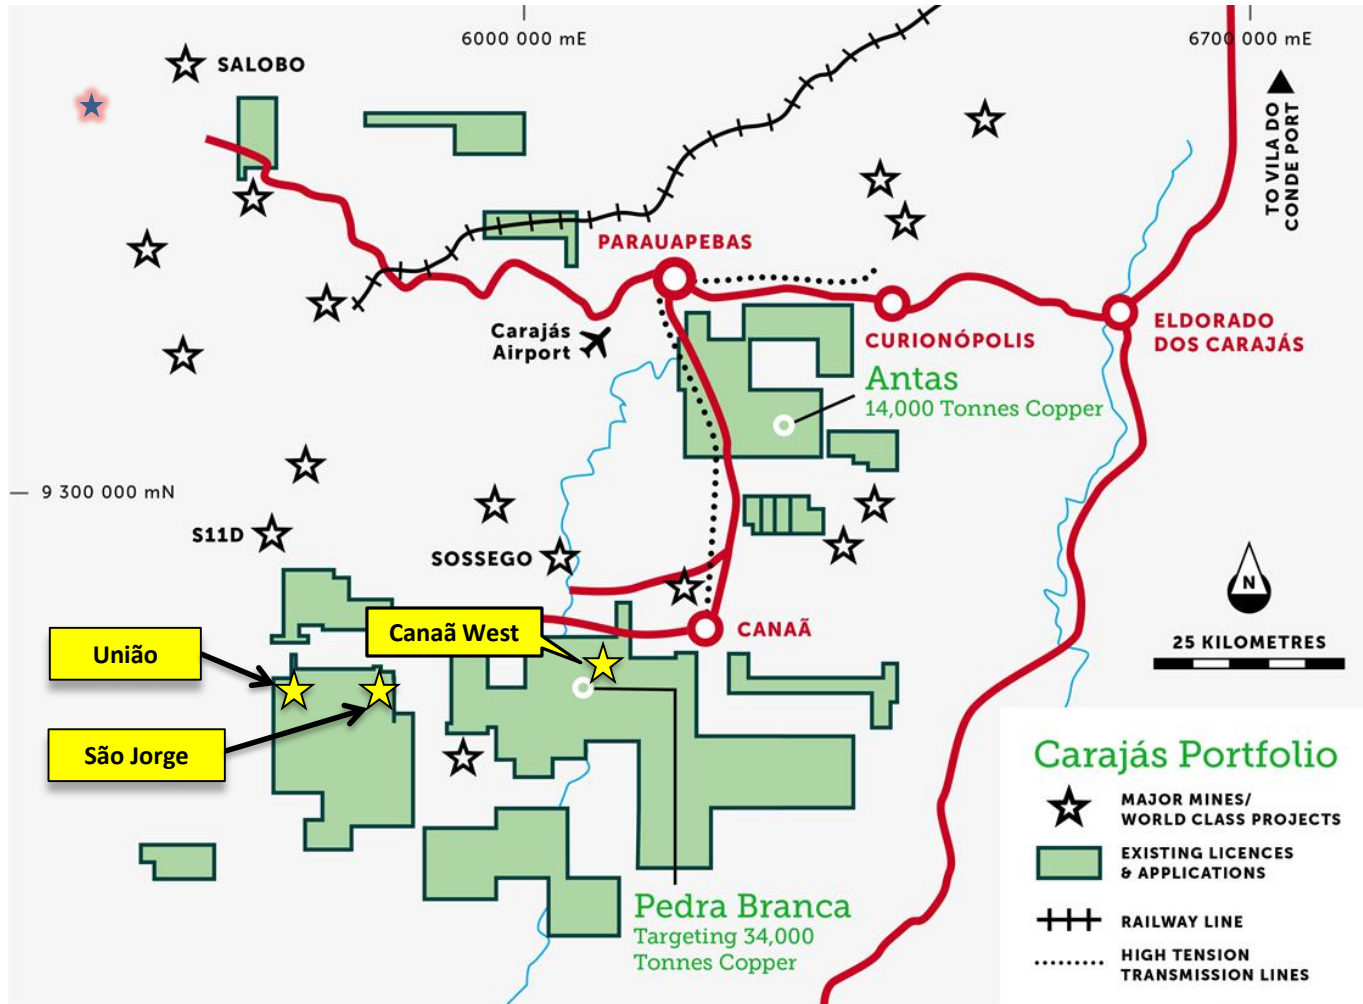 6000 000 mE
6700 000 mE
SALOBO
TO VILA DO
CONDE PORT
PARAUAPEBAS
Carajás
Airport
CURIONÓPOLIS
ELDORADO
DOS CARAJÁS
Antas
14,000 Tonnes Copper
9 300 000 mN
S11D
SOSSEGO
N
25 KILOMETRES
Canaã West
CANAÃ
União
São Jorge
Pedra Branca
Targeting 34,000
Tonnes Copper
Carajás Portfolio
MAJOR MINES/
WORLD CLASS PROJECTS
EXISTING LICENCES
& APPLICATIONS
RAILWAY LINE
HIGH TENSION
TRANSMISSION LINES